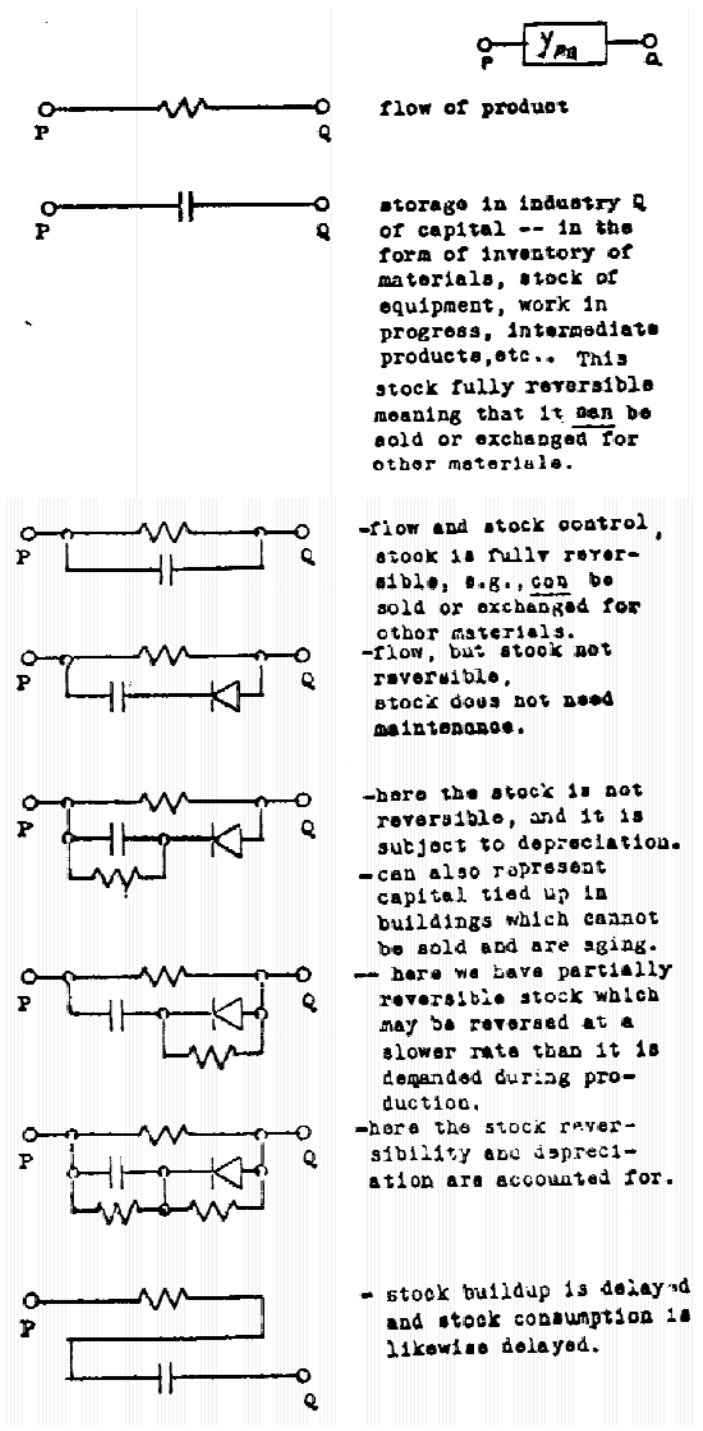 y_PQ
P Q
flow of product
P Q
storage in industry Q
P Q
of capital -- in the
form of inventory of
materials, stock of
equipment, work in
progress, intermediate
products,etc.. This
stock fully reversible
meaning that it can be
sold or exchanged for
other materials.
-flow and stock control,
P Q
stock is fully rever-
sible, e.g., can be
sold or exchanged for
other materials.
-flow, but stock not
P Q
reversible,
stock does not need
maintenance.
-here the stock is not
P Q
reversible, and it is
subject to depreciation.
-can also represent
capital tied up in
buildings which cannot
be sold and are aging.
-- here we have partially
P Q
reversible stock which
may be reversed at a
slower rate than it is
demanded during pro-
duction.
-here the stock rever-
P Q
sibility and depreci-
ation are accounted for.
- stock buildup is delayed
P
and stock consumption is
likewise delayed.
Q